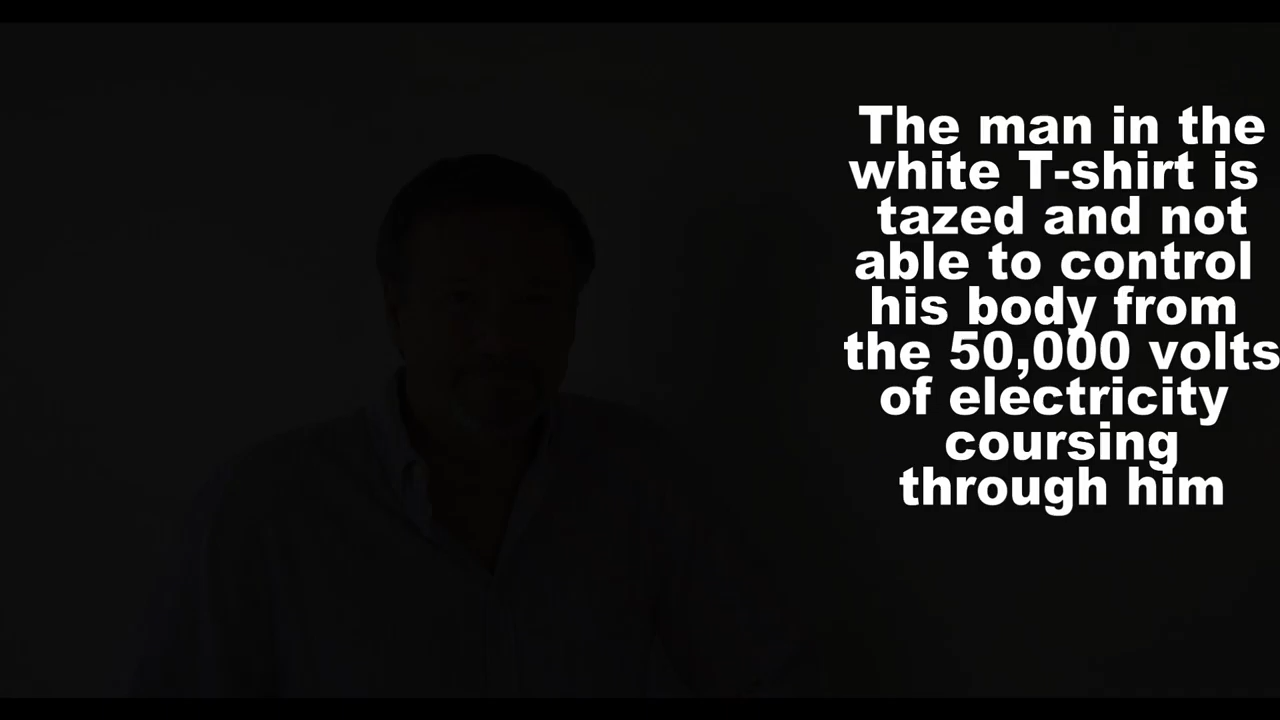 The man in the
white T-shirt is
tazed and not
able to control
his body from
the 50,000 volts
of electricity
coursing
through him